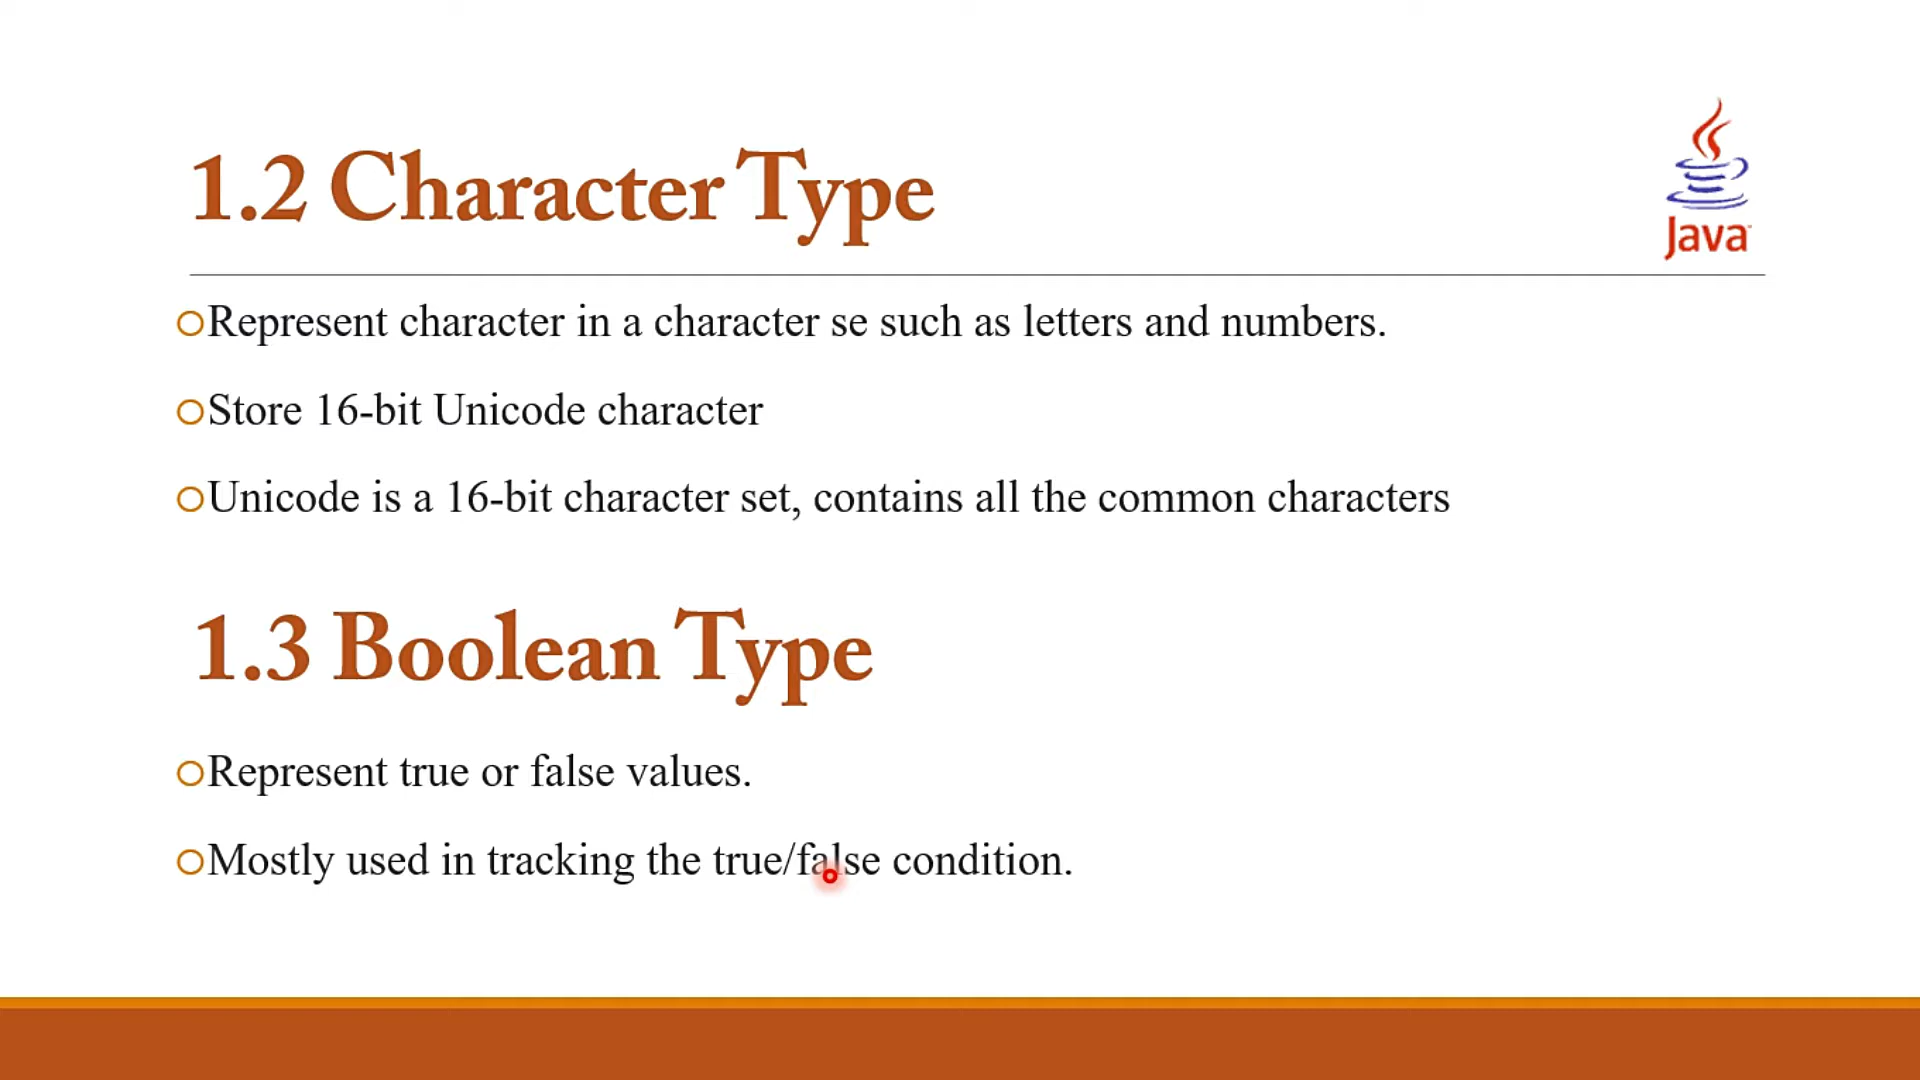 1.2 Character Type
Java
Represent character in a character se such as letters and numbers.
Store 16-bit Unicode character
Unicode is a 16-bit character set, contains all the common characters
1.3 Boolean Type
Represent true or false values.
Mostly used in tracking the true/false condition.